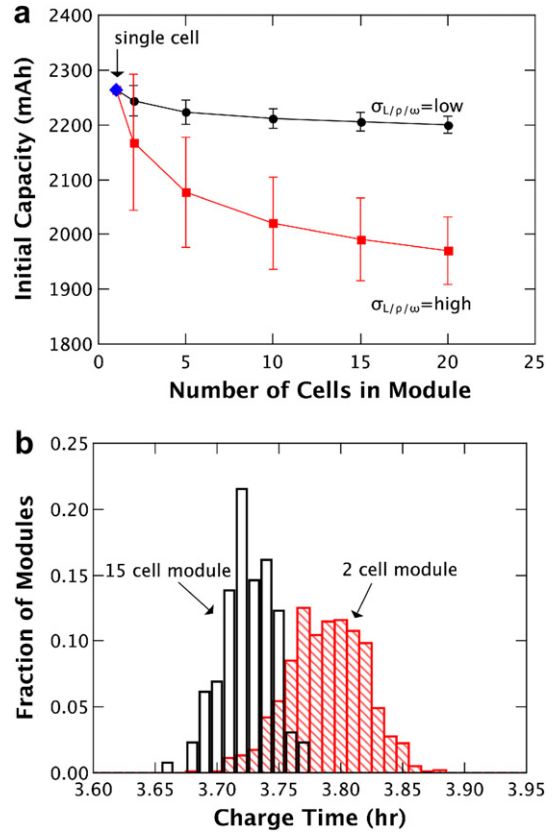 a
2400
2300
2200
2100
2000
1900
1800
Initial Capacity (mAh)
single cell
σL/ρ/ω=low
σL/ρ/ω=high
0 5 10 15 20 25
Number of Cells in Module
b
0.25
0.20
0.15
0.10
0.05
0.00
Fraction of Modules
15 cell module
2 cell module
3.60 3.65 3.70 3.75 3.80 3.85 3.90 3.95
Charge Time (hr)